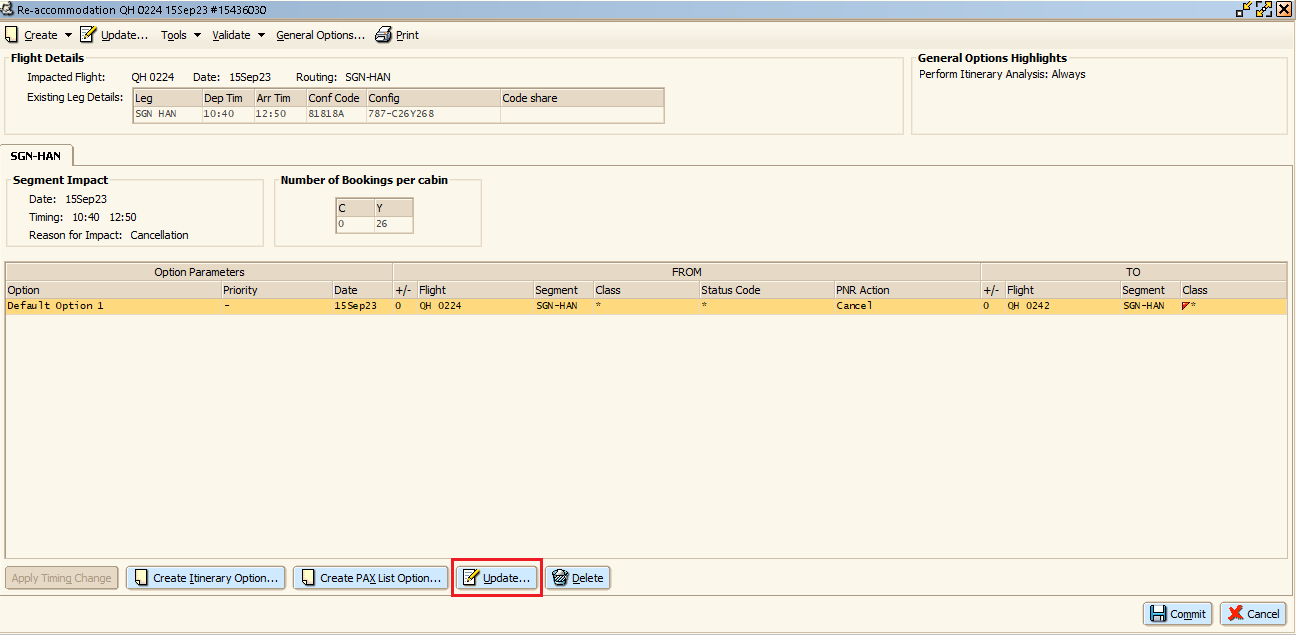 Re-accommodation QH 0224 15Sep23 #15436030
Create Update... Tools Validate General Options... Print
Flight Details
Impacted Flight: QH 0224 Date: 15Sep23 Routing: SGN-HAN
Existing Leg Details:
Leg Dep Tim Arr Tim Conf Code Config Code share
SGN HAN 10:40 12:50 81818A 787-C26Y268
General Options Highlights
Perform Itinerary Analysis: Always
SGN-HAN
Segment Impact
Date: 15Sep23
Timing: 10:40 12:50
Reason for Impact: Cancellation
Number of Bookings per cabin
C Y
0 26
Option Parameters FROM TO
Option Priority Date +/- Flight Segment Class Status Code PNR Action +/- Flight Segment Class
Default Option 1 - 15Sep23 0 QH 0224 SGN-HAN * * Cancel 0 QH 0242 SGN-HAN *
Apply Timing Change Create Itinerary Option... Create PAX List Option... Update... Delete
Commit Cancel